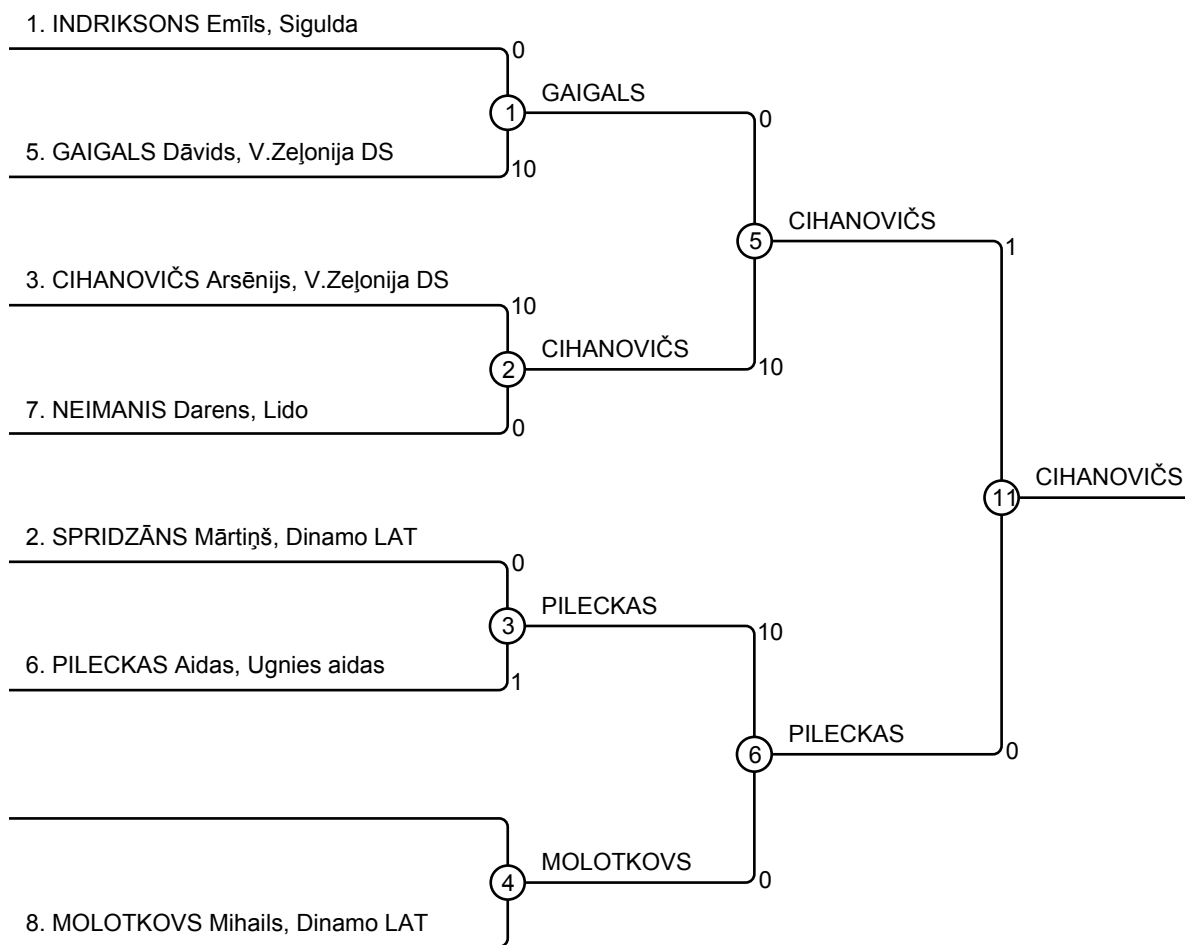 1. INDRIKSONS Emīls, Sigulda
0
1
GAIGALS
0
5. GAIGALS Dāvids, V.Zeļonija DS
10
5
CIHANOVIČS
1
3. CIHANOVIČS Arsēnijs, V.Zeļonija DS
10
2
CIHANOVIČS
10
7. NEIMANIS Darens, Lido
0
11
CIHANOVIČS
2. SPRIDZĀNS Mārtiņš, Dinamo LAT
0
3
PILECKAS
10
6. PILECKAS Aidas, Ugnies aidas
1
6
PILECKAS
0
4
MOLOTKOVS
0
8. MOLOTKOVS Mihails, Dinamo LAT